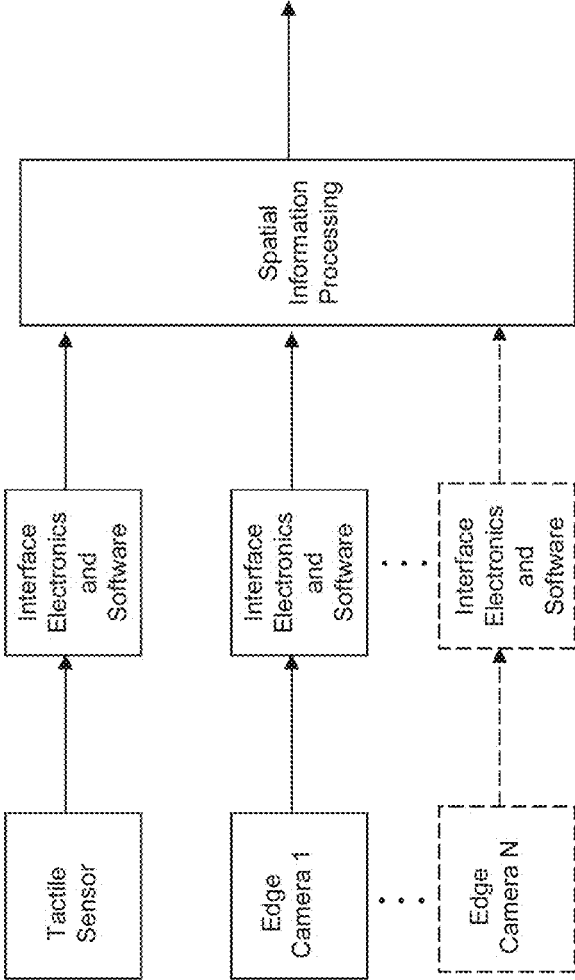 Tactile
Sensor
Interface
Electronics
and
Software
Edge
Camera 1
Interface
Electronics
and
Software
Edge
Camera N
Interface
Electronics
and
Software
Spatial
Information
Processing